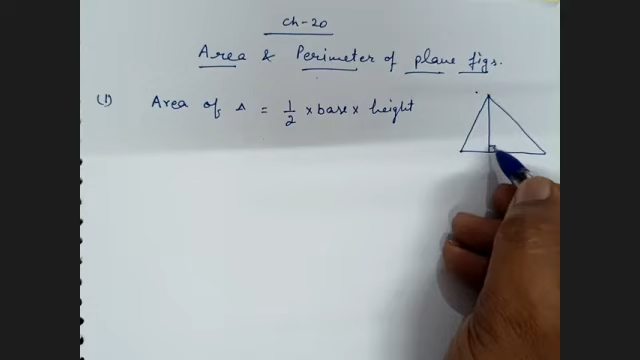 Ch-20
Area & Perimeter of plane figs.
(1) Area of Δ = 1/2 × base × height